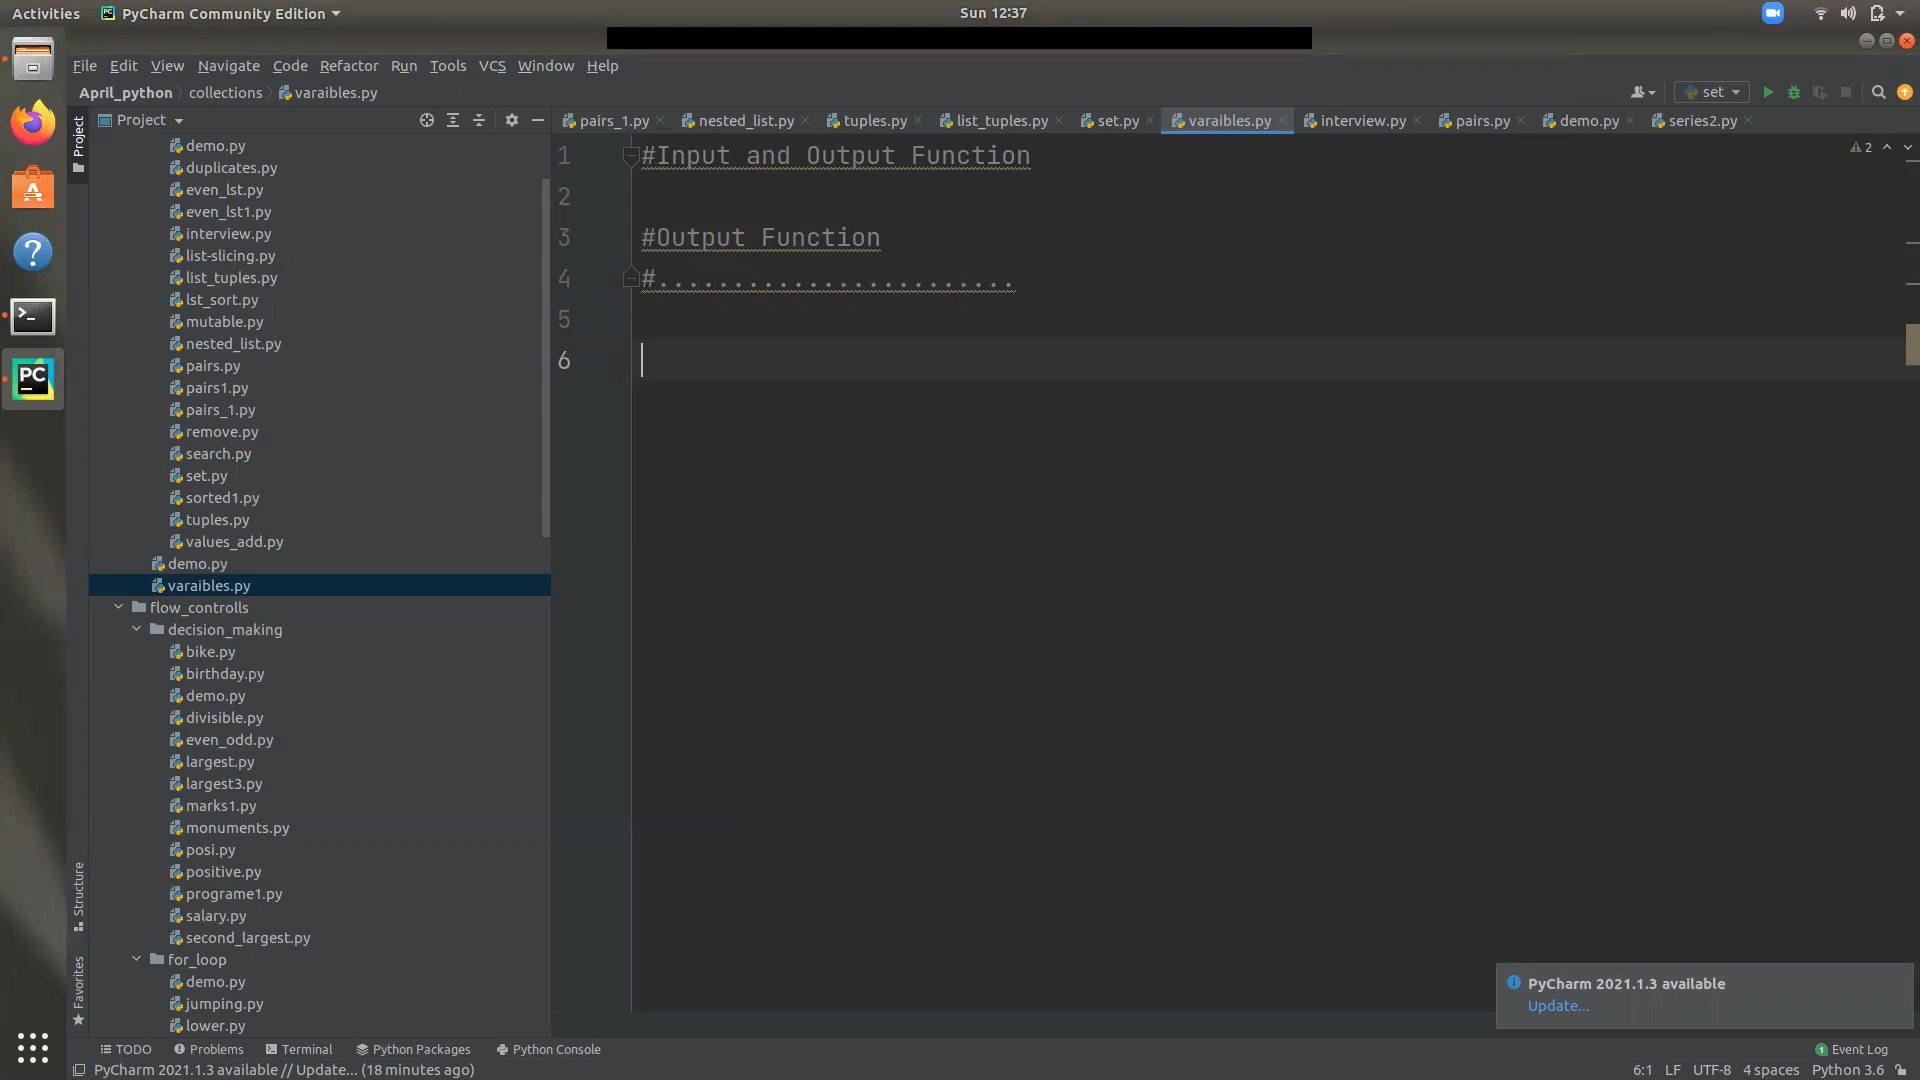 Activities PyCharm Community Edition Sun 12:37
File Edit View Navigate Code Refactor Run Tools VCS Window Help
April_python collections varaibles.py set
Project
pairs_1.py nested_list.py tuples.py list_tuples.py set.py varaibles.py interview.py pairs.py demo.py series2.py
Project
demo.py
duplicates.py
even_lst.py
even_lst1.py
interview.py
list-slicing.py
list_tuples.py
lst_sort.py
mutable.py
nested_list.py
pairs.py
pairs1.py
pairs_1.py
remove.py
search.py
set.py
sorted1.py
tuples.py
values_add.py
demo.py
varaibles.py
flow_controlls
decision_making
bike.py
birthday.py
demo.py
divisible.py
even_odd.py
largest.py
largest3.py
marks1.py
monuments.py
posi.py
positive.py
programe1.py
salary.py
second_largest.py
for_loop
demo.py
jumping.py
lower.py
Structure
Favorites
1 #Input and Output Function
2
3 #Output Function
4 #........................
5
6
2
PyCharm 2021.1.3 available
Update...
TODO Problems Terminal Python Packages Python Console 1 Event Log
PyCharm 2021.1.3 available // Update... (18 minutes ago) 6:1 LF UTF-8 4 spaces Python 3.6